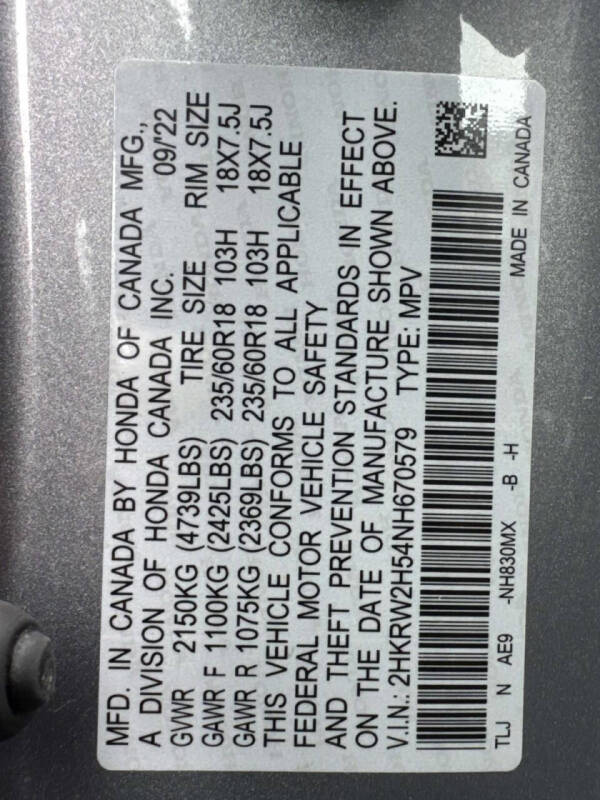 MFD. IN CANADA BY HONDA OF CANADA MFG.,
A DIVISION OF HONDA CANADA INC. 09/'22
GVWR 2150KG (4739LBS) TIRE SIZE RIM SIZE
GAWR F 1100KG (2425LBS) 235/60R18 103H 18X7.5J
GAWR R 1075KG (2369LBS) 235/60R18 103H 18X7.5J
THIS VEHICLE CONFORMS TO ALL APPLICABLE
FEDERAL MOTOR VEHICLE SAFETY
AND THEFT PREVENTION STANDARDS IN EFFECT
ON THE DATE OF MANUFACTURE SHOWN ABOVE.
V.I.N.: 2HKRW2H54NH670579 TYPE: MPV
TLJ N AE9 -NH830MX -B -H MADE IN CANADA